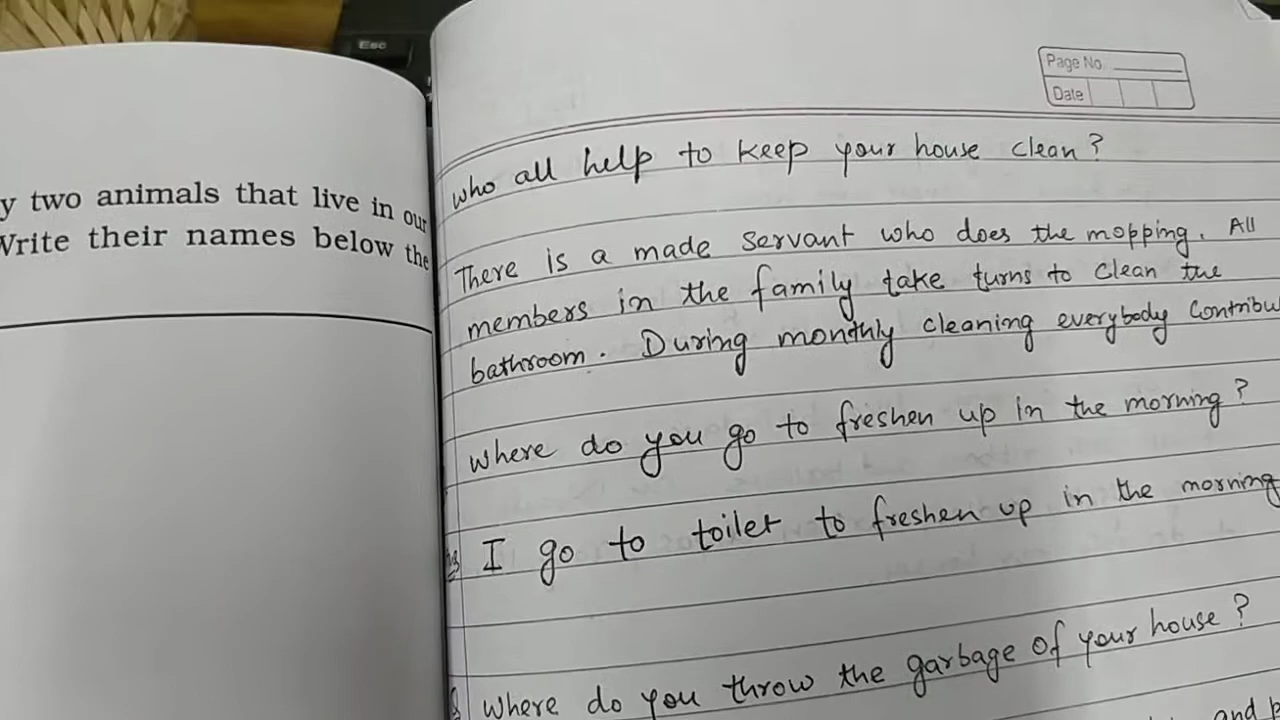 Esc
y two animals that live in our
Write their names below the
Page No.
Date
who all help to keep your house clean?
There is a made servant who does the mopping. All
members in the family take turns to clean the
bathroom. During monthly cleaning everybody Contribu
where do you go to freshen up in the morning?
I go to toilet to freshen up in the morning
Where do you throw the garbage of your house?
and